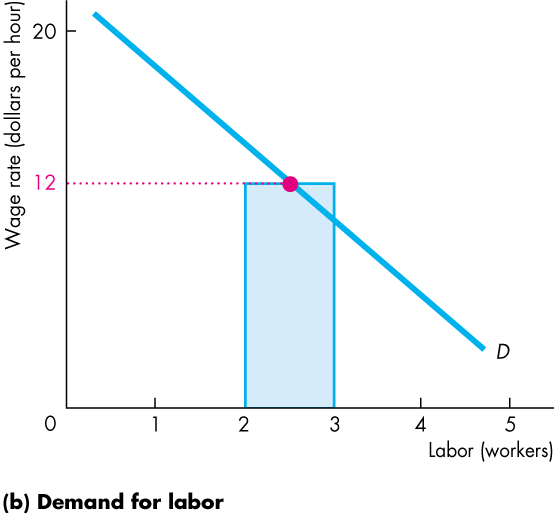 Wage rate (dollars per hour)
20
12
D
0 1 2 3 4 5
Labor (workers)
(b) Demand for labor